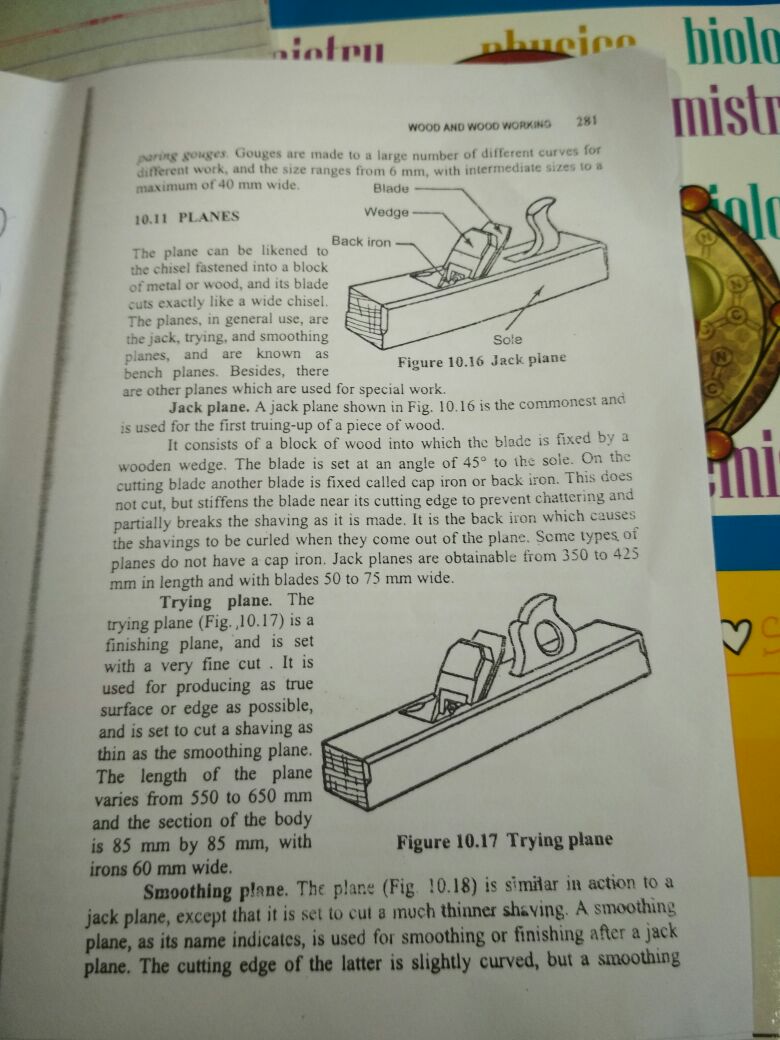 istry
physics
biolo
mistr
iolo
emi
WOOD AND WOOD WORKING 281
paring gouges. Gouges are made to a large number of different curves for
different work, and the size ranges from 6 mm, with intermediate sizes to a
maximum of 40 mm wide.
Blade
Wedge
Back iron
Sole
Figure 10.16 Jack plane
10.11 PLANES
The plane can be likened to
the chisel fastened into a block
of metal or wood, and its blade
cuts exactly like a wide chisel.
The planes, in general use, are
the jack, trying, and smoothing
planes, and are known as
bench planes. Besides, there
are other planes which are used for special work.
Jack plane. A jack plane shown in Fig. 10.16 is the commonest and
is used for the first truing-up of a piece of wood.
It consists of a block of wood into which the blade is fixed by a
wooden wedge. The blade is set at an angle of 45° to the sole. On the
cutting blade another blade is fixed called cap iron or back iron. This does
not cut, but stiffens the blade near its cutting edge to prevent chattering and
partially breaks the shaving as it is made. It is the back iron which causes
the shavings to be curled when they come out of the plane. Some types of
planes do not have a cap iron. Jack planes are obtainable from 350 to 425
mm in length and with blades 50 to 75 mm wide.
Trying plane. The
trying plane (Fig. 10.17) is a
finishing plane, and is set
with a very fine cut . It is
used for producing as true
surface or edge as possible,
and is set to cut a shaving as
thin as the smoothing plane.
The length of the plane
varies from 550 to 650 mm
and the section of the body
is 85 mm by 85 mm, with
irons 60 mm wide.
Figure 10.17 Trying plane
Smoothing plane. The plane (Fig. 10.18) is similar in action to a
jack plane, except that it is set to cut a much thinner shaving. A smoothing
plane, as its name indicates, is used for smoothing or finishing after a jack
plane. The cutting edge of the latter is slightly curved, but a smoothing